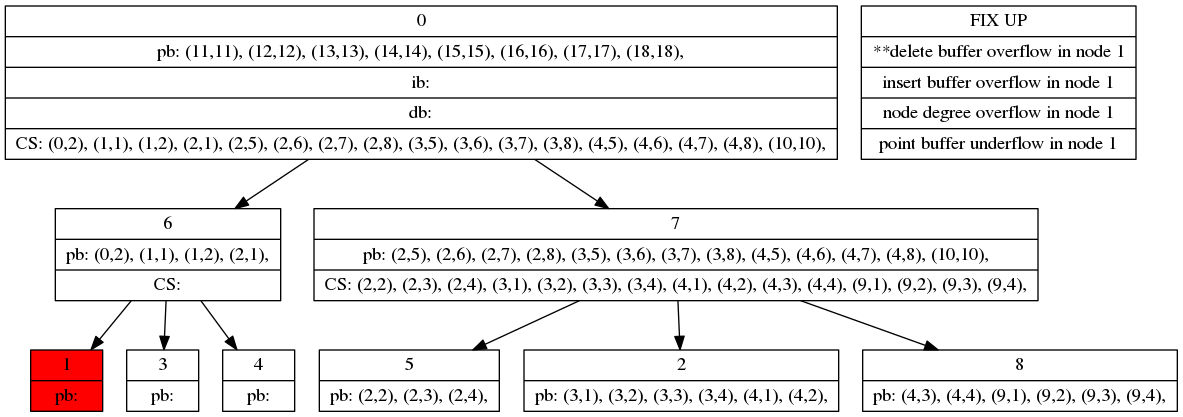 0
pb: (11,11), (12,12), (13,13), (14,14), (15,15), (16,16), (17,17), (18,18),
ib:
db:
CS: (0,2), (1,1), (1,2), (2,1), (2,5), (2,6), (2,7), (2,8), (3,5), (3,6), (3,7), (3,8), (4,5), (4,6), (4,7), (4,8), (10,10),
FIX UP
**delete buffer overflow in node 1
insert buffer overflow in node 1
node degree overflow in node 1
point buffer underflow in node 1
6
pb: (0,2), (1,1), (1,2), (2,1),
CS:
7
pb: (2,5), (2,6), (2,7), (2,8), (3,5), (3,6), (3,7), (3,8), (4,5), (4,6), (4,7), (4,8), (10,10),
CS: (2,2), (2,3), (2,4), (3,1), (3,2), (3,3), (3,4), (4,1), (4,2), (4,3), (4,4), (9,1), (9,2), (9,3), (9,4),
1
pb:
3
pb:
4
pb:
5
pb: (2,2), (2,3), (2,4),
2
pb: (3,1), (3,2), (3,3), (3,4), (4,1), (4,2),
8
pb: (4,3), (4,4), (9,1), (9,2), (9,3), (9,4),